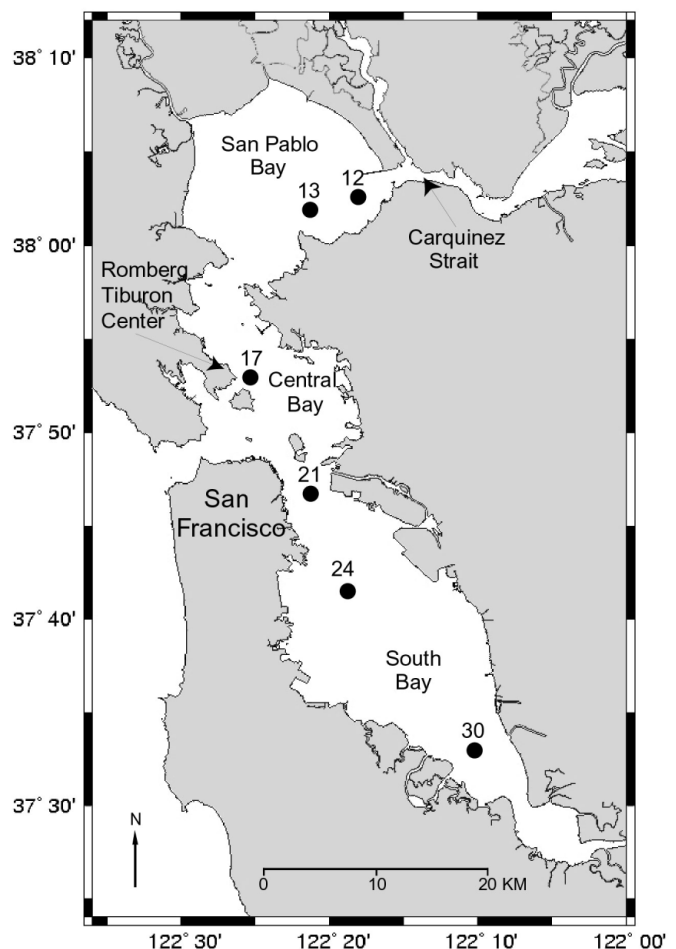 38° 10'
San Pablo
Bay
13
12
38° 00'
Carquinez
Strait
Romberg
Tiburon
Center
17
Central
Bay
37° 50'
21
San
Francisco
24
37° 40'
South
Bay
30
37° 30'
N
0
10
20 KM
122° 30'
122° 20'
122° 10'
122° 00'